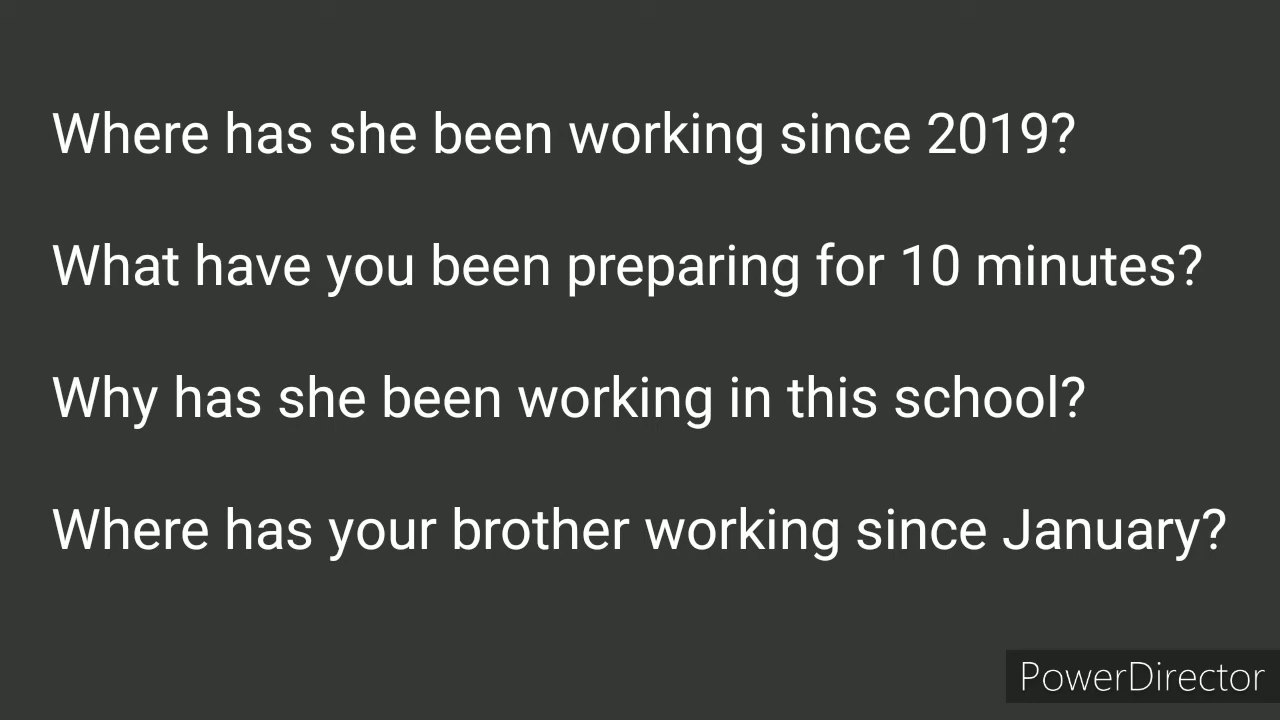 Where has she been working since 2019?
What have you been preparing for 10 minutes?
Why has she been working in this school?
Where has your brother working since January?
PowerDirector